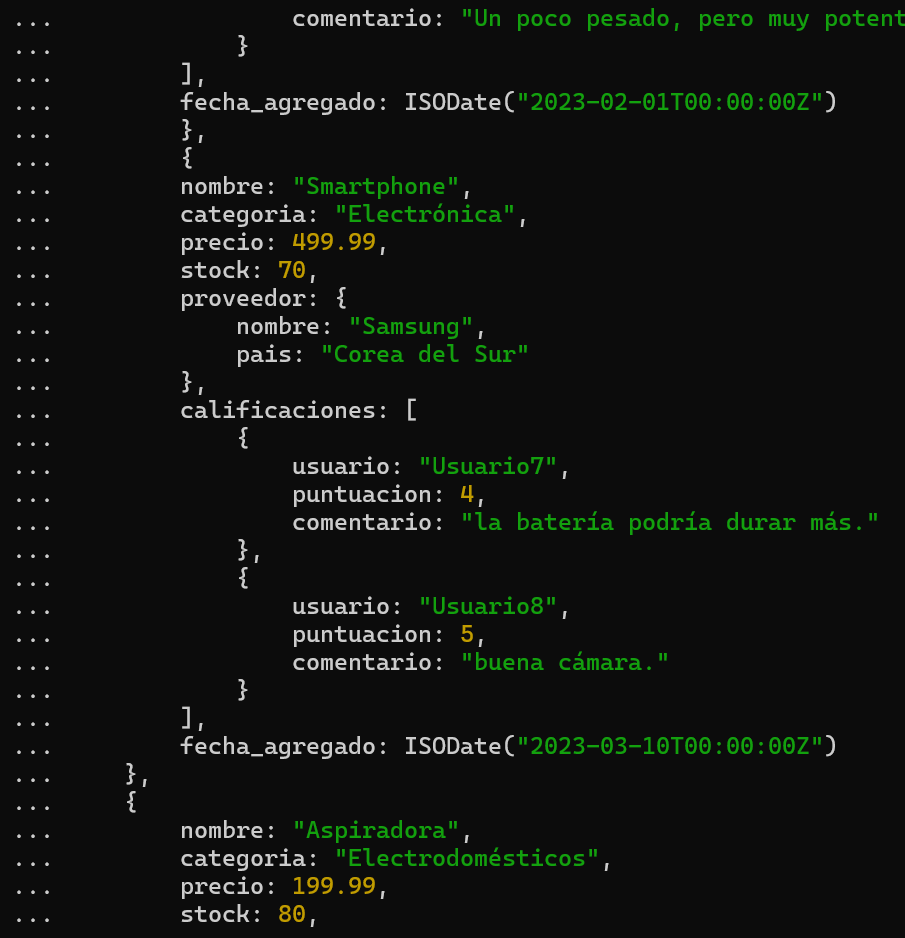 ...                 comentario: "Un poco pesado, pero muy potent
...             }
...         ],
...         fecha_agregado: ISODate("2023-02-01T00:00:00Z")
...         },
...         {
...         nombre: "Smartphone",
...         categoria: "Electrónica",
...         precio: 499.99,
...         stock: 70,
...         proveedor: {
...             nombre: "Samsung",
...             pais: "Corea del Sur"
...         },
...         calificaciones: [
...             {
...                 usuario: "Usuario7",
...                 puntuacion: 4,
...                 comentario: "la batería podría durar más."
...             },
...             {
...                 usuario: "Usuario8",
...                 puntuacion: 5,
...                 comentario: "buena cámara."
...             }
...         ],
...         fecha_agregado: ISODate("2023-03-10T00:00:00Z")
...     },
...     {
...         nombre: "Aspiradora",
...         categoria: "Electrodomésticos",
...         precio: 199.99,
...         stock: 80,